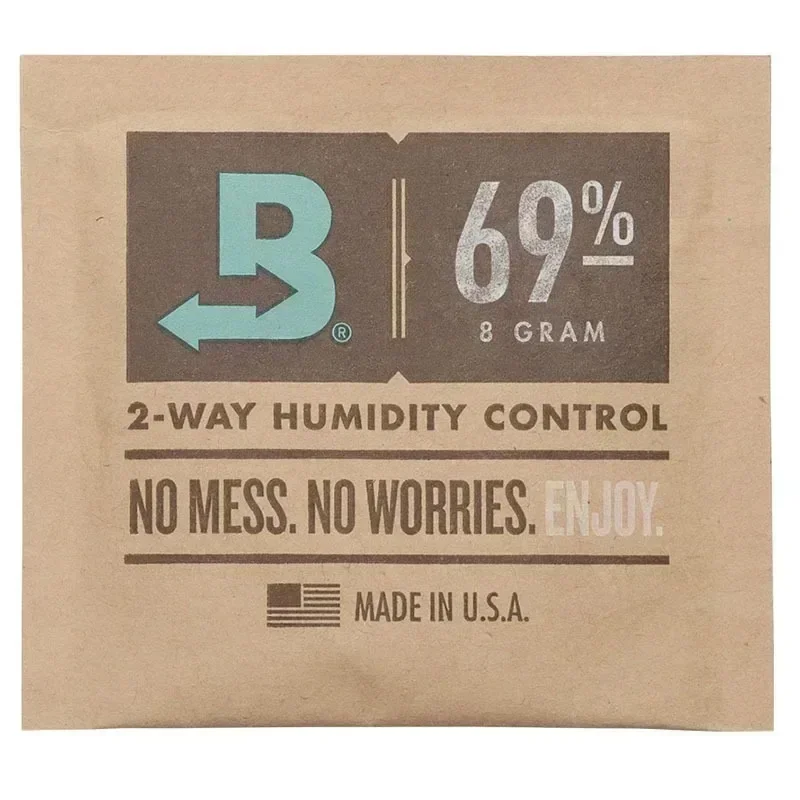 B®
69%
8 GRAM
2-WAY HUMIDITY CONTROL
NO MESS. NO WORRIES. ENJOY.
MADE IN U.S.A.